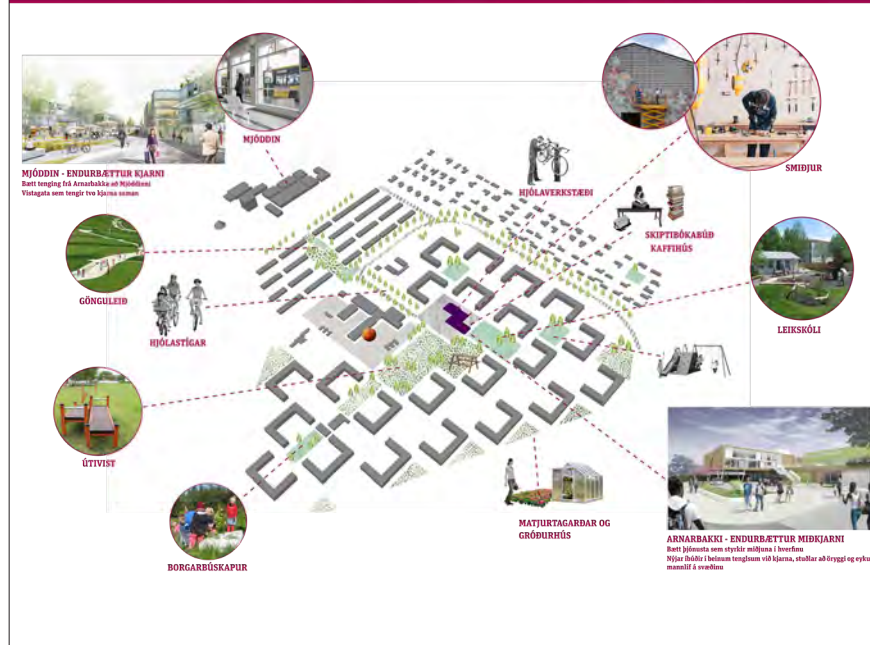 MJÓDDIN
SMIÐJUR
MJÓDDIN - ENDURBÆTTUR KJARNI
Bætt tenging frá Arnarbakka að Mjóddinni
Vistagata sem tengir tvo kjarna saman
HJÓLAVERKSTÆÐI
SKIPTIBÓKABÚÐ
KAFFIHÚS
GÖNGULEIÐ
HJÓLASTÍGAR
LEIKSKÓLI
ÚTIVIST
MATJURTAGARÐAR OG
GRÓÐURHÚS
BORGARBÚSKAPUR
ARNARBAKKI - ENDURBÆTTUR MIÐKJARNI
Bætt þjónusta sem styrkir miðjuna í hverfinu
Nýjar íbúðir í beinum tenglsum við kjarna, stuðlar að öryggi og eyku
mannlíf á svæðinu